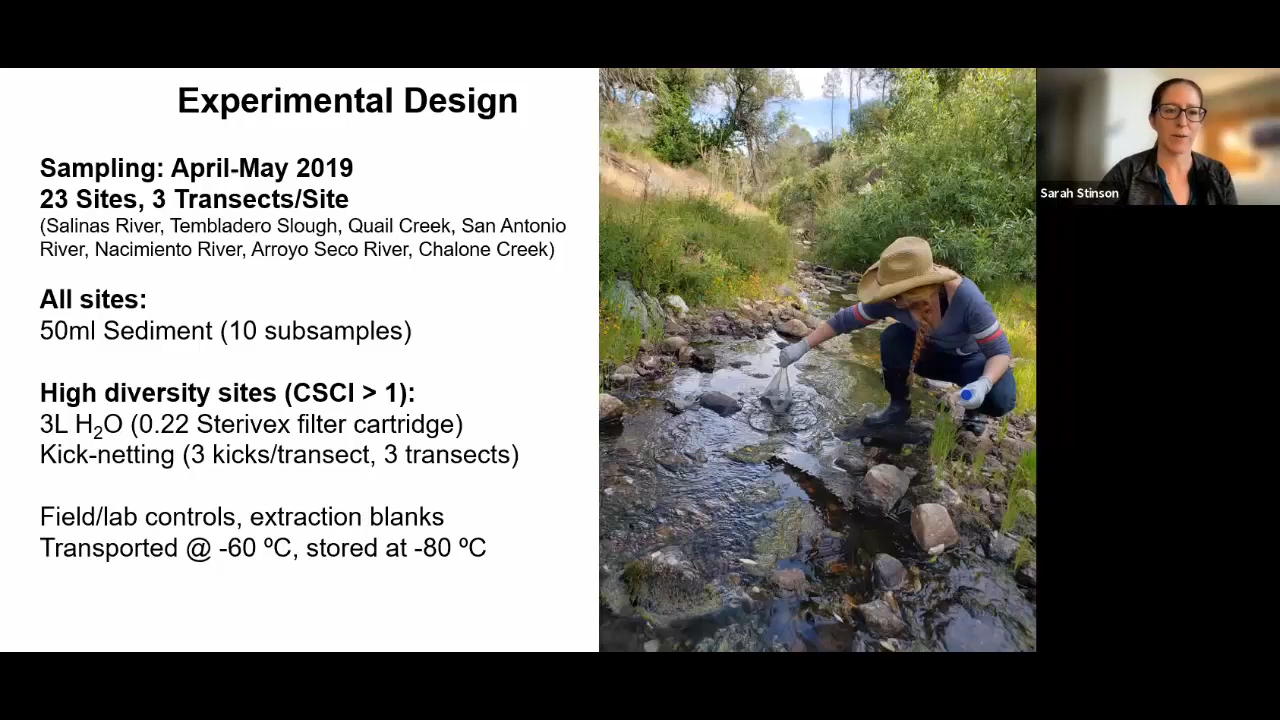 Experimental Design
Sampling: April-May 2019
23 Sites, 3 Transects/Site
(Salinas River, Tembladero Slough, Quail Creek, San Antonio
River, Nacimiento River, Arroyo Seco River, Chalone Creek)
All sites:
50ml Sediment (10 subsamples)
High diversity sites (CSCI > 1):
3L H₂O (0.22 Sterivex filter cartridge)
Kick-netting (3 kicks/transect, 3 transects)
Field/lab controls, extraction blanks
Transported @ -60 ºC, stored at -80 ºC
Sarah Stinson